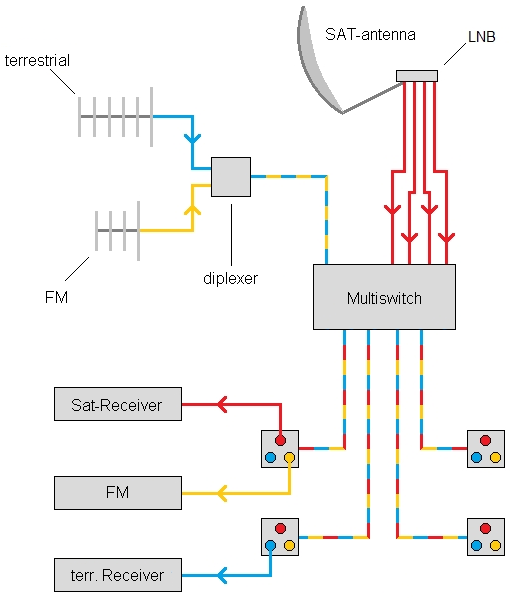 SAT-antenna
LNB
terrestrial
diplexer
FM
Multiswitch
Sat-Receiver
FM
terr. Receiver